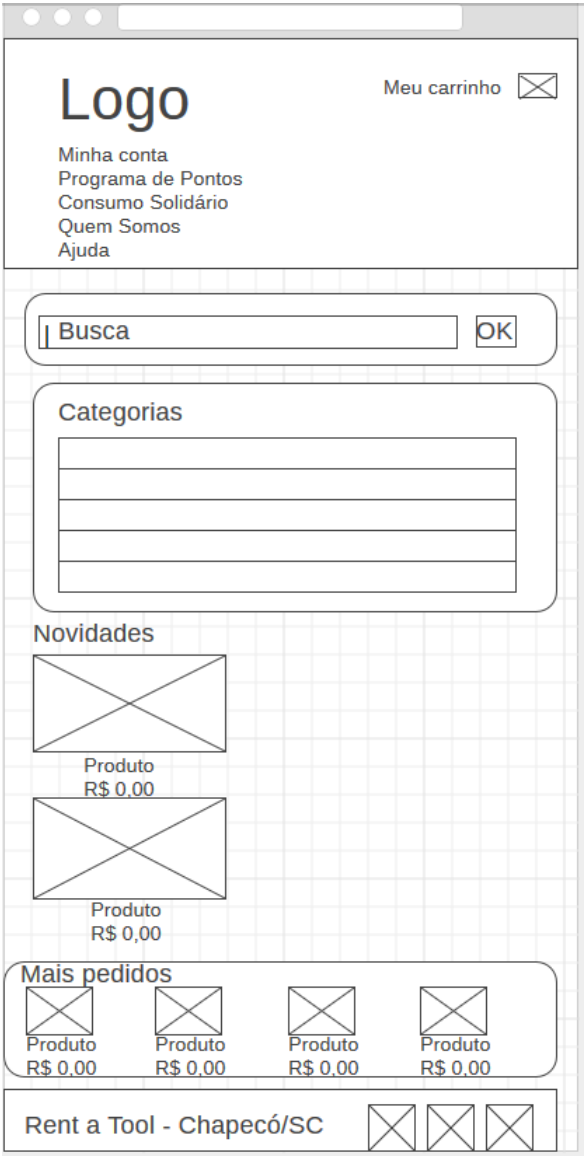 Logo
Meu carrinho
Minha conta
Programa de Pontos
Consumo Solidário
Quem Somos
Ajuda
Busca
OK
Categorias
Novidades
Produto
R$ 0,00
Produto
R$ 0,00
Mais pedidos
Produto Produto Produto Produto
R$ 0,00 R$ 0,00 R$ 0,00 R$ 0,00
Rent a Tool - Chapecó/SC